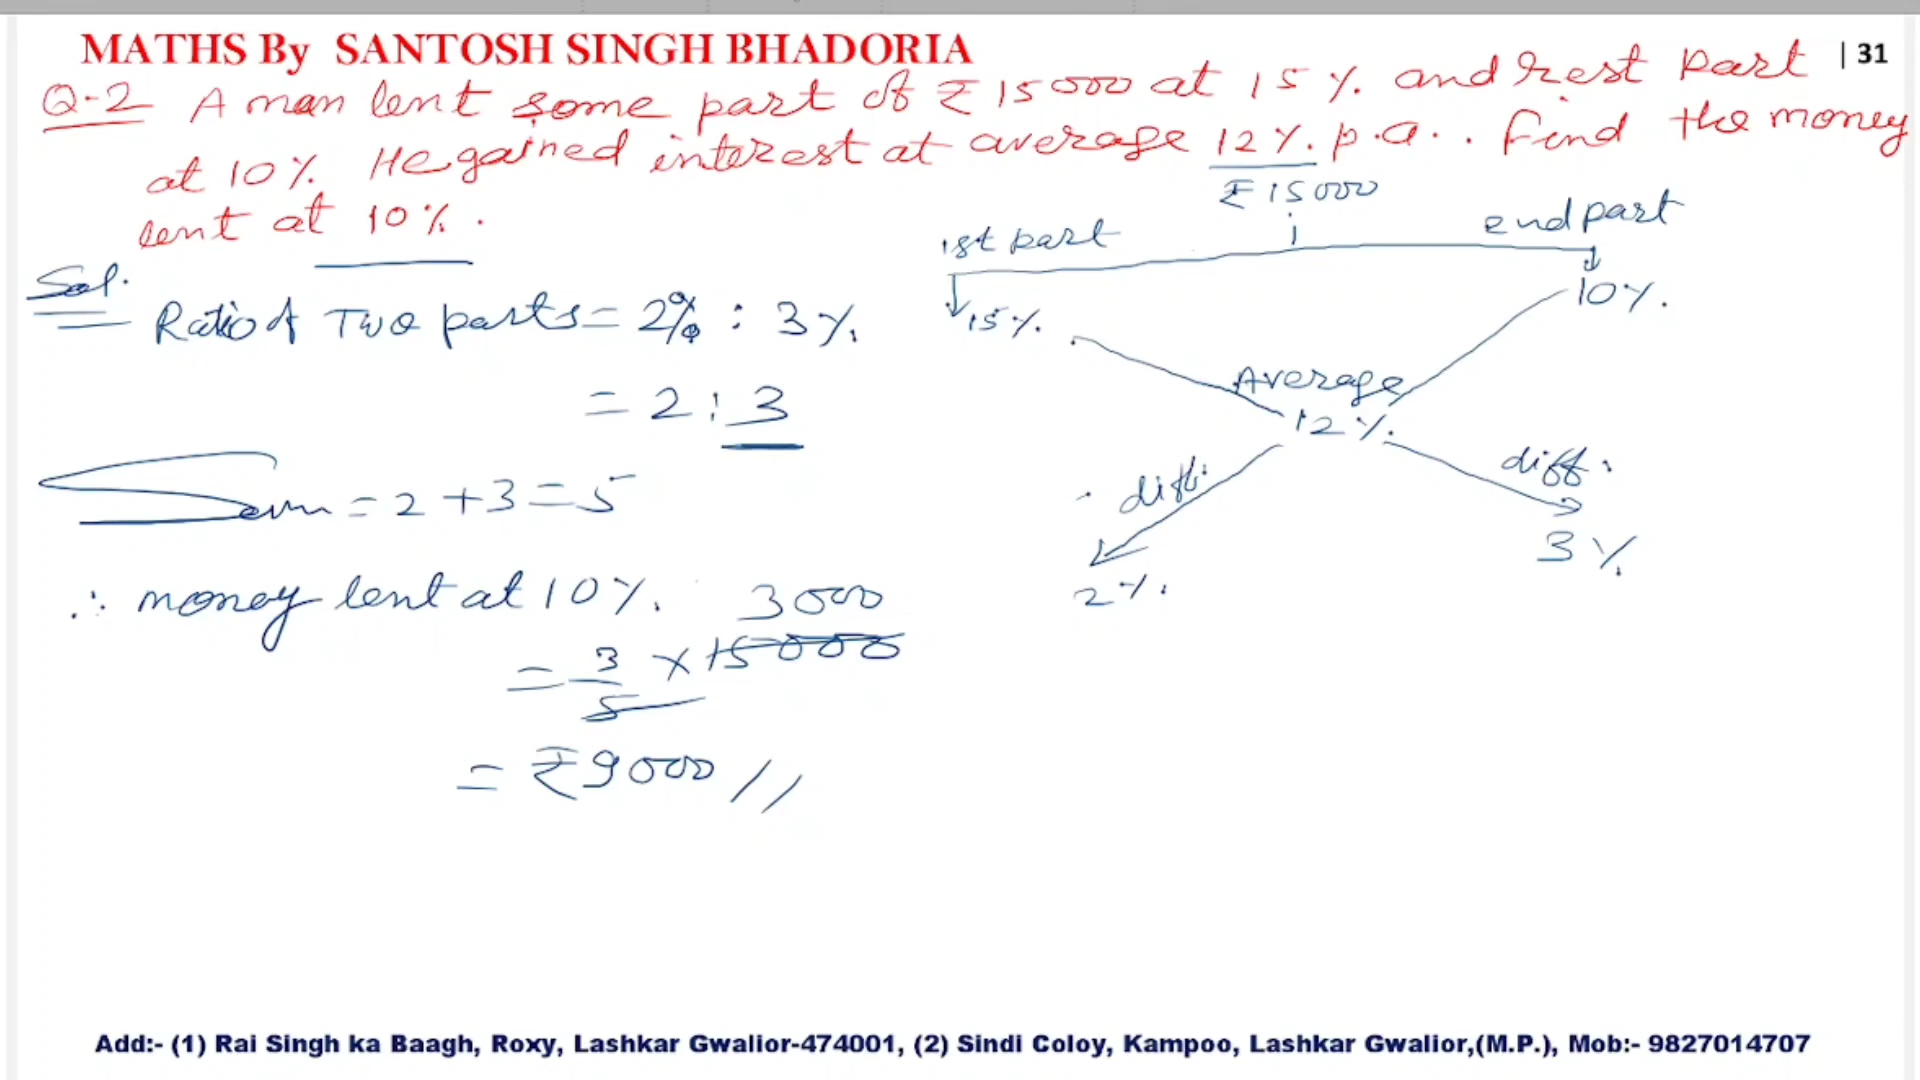 MATHS By SANTOSH SINGH BHADORIA | 31
Q-2 A man lent some part of ₹15000 at 15%. and rest part
at 10%. He gained interest at average 12%. p.a.. Find the money
lent at 10%.
₹15000
1st part
IInd part
15%.
10%.
Average
12%.
diff.
diff.
2%.
3%.
Sol.
Ratio of Two parts = 2% : 3%.
= 2 : 3
Sum = 2 + 3 = 5
∴ money lent at 10%.
3000
= 3/5 × 15000
= ₹9000 //
Add:- (1) Rai Singh ka Baagh, Roxy, Lashkar Gwalior-474001, (2) Sindi Coloy, Kampoo, Lashkar Gwalior,(M.P.), Mob:- 9827014707